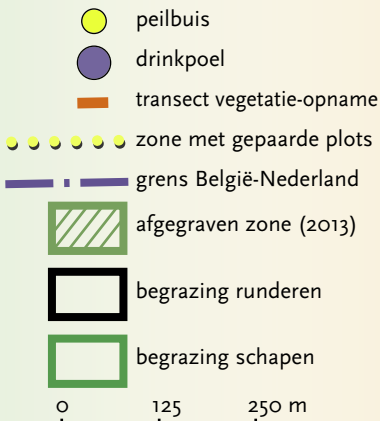 peilbuis
drinkpoel
transect vegetatie-opname
zone met gepaarde plots
grens België-Nederland
afgegraven zone (2013)
begrazing runderen
begrazing schapen
0 125 250 m